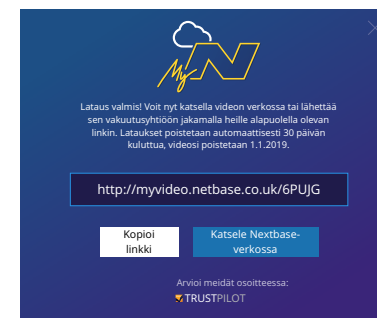 My N
Lataus valmis! Voit nyt katsella videon verkossa tai lähettää
sen vakuutusyhtiöön jakamalla heille alapuolella olevan
linkin. Lataukset poistetaan automaattisesti 30 päivän
kuluttua, videosi poistetaan 1.1.2019.
http://myvideo.netbase.co.uk/6PUJG
Kopioi
linkki
Katsele Nextbase-
verkossa
Arvioi meidät osoitteessa:
TRUSTPILOT